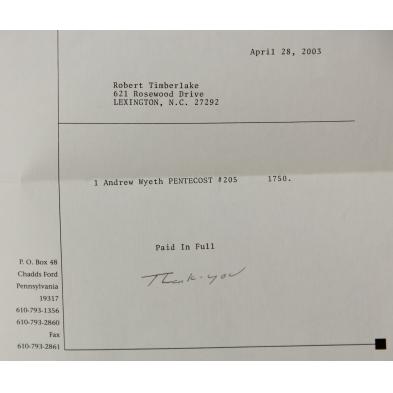 April 28, 2003
Robert Timberlake
621 Rosewood Drive
LEXINGTON, N.C. 27292
1 Andrew Wyeth PENTECOST #205 1750.
Paid In Full
Thank-you
P. O. Box 48
Chadds Ford
Pennsylvania
19317
610-793-1356
610-793-2860
Fax
610-793-2861